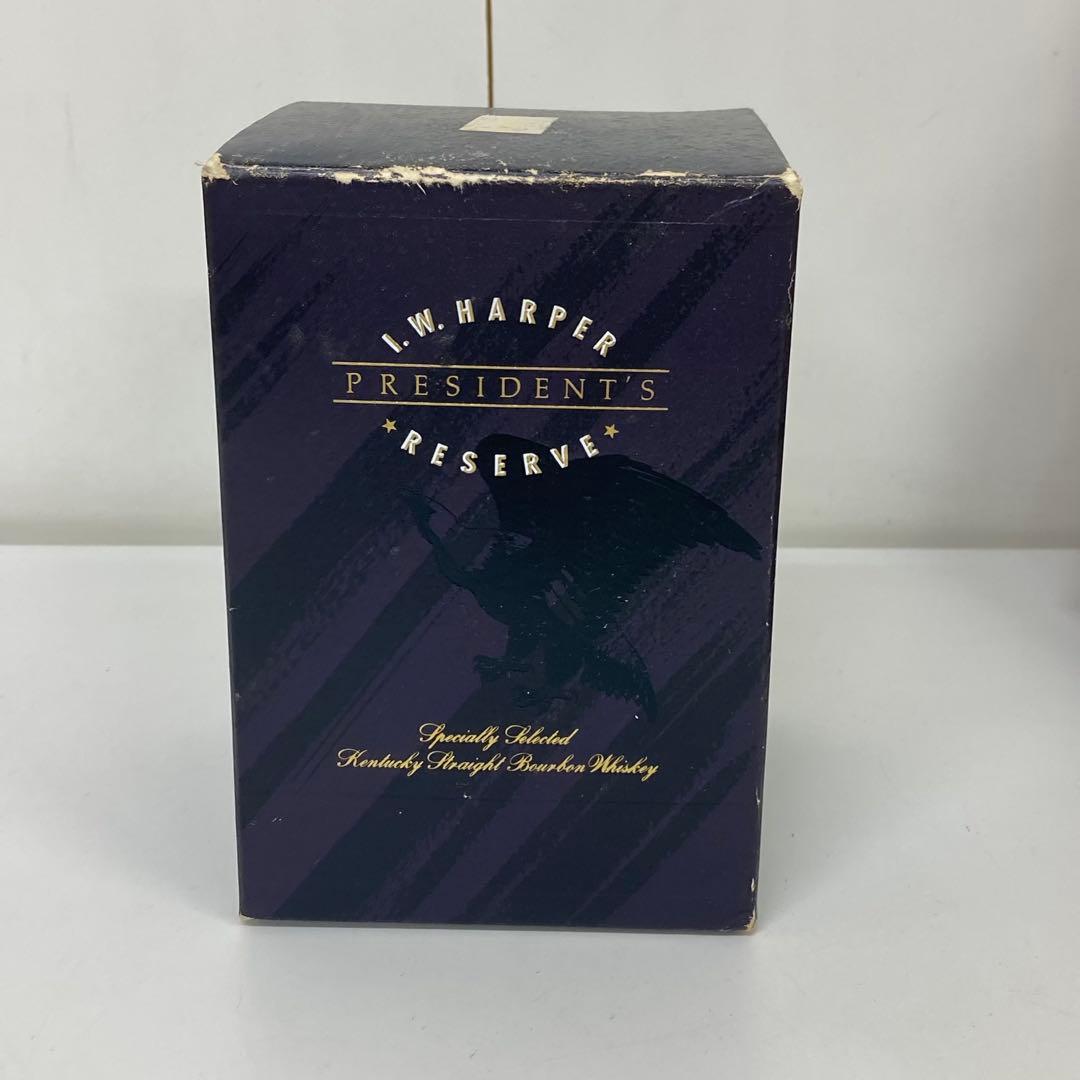 I.W. HARPER
PRESIDENT'S
RESERVE
Specially Selected
Kentucky Straight Bourbon Whiskey